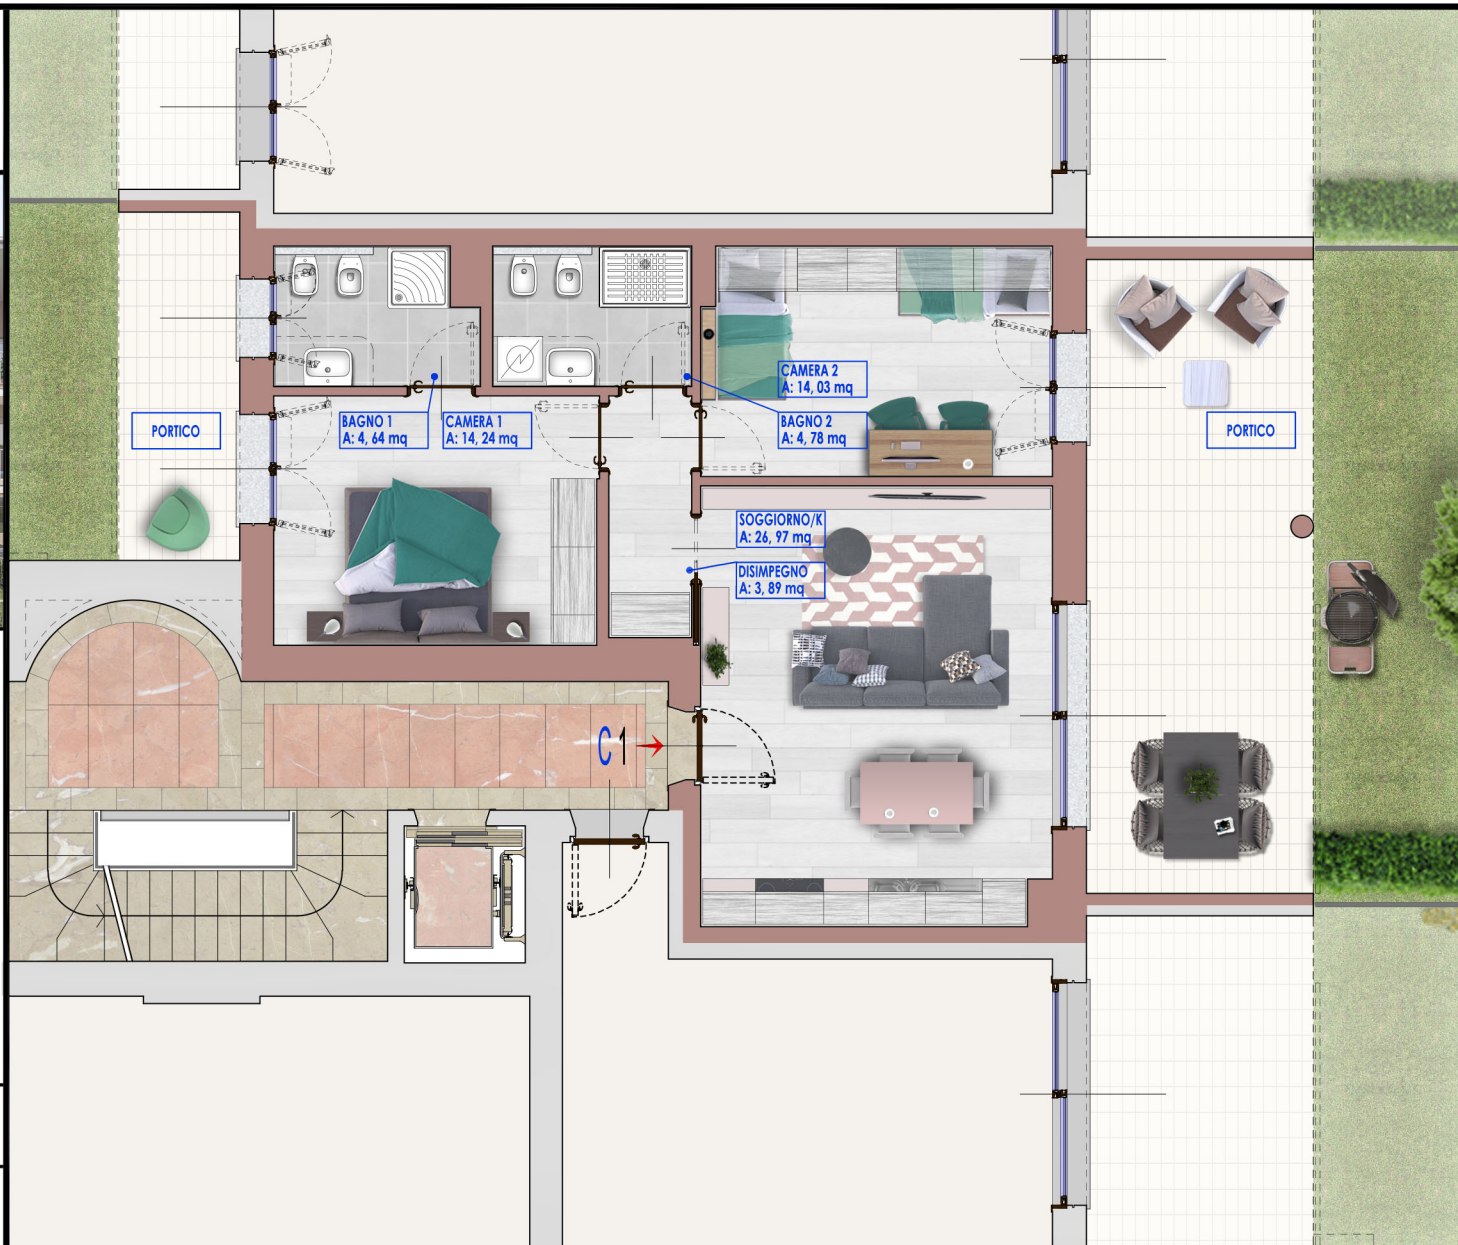 CAMERA 2
A: 14, 03 mq
BAGNO 1
A: 4, 64 mq
CAMERA 1
A: 14, 24 mq
BAGNO 2
A: 4, 78 mq
PORTICO
PORTICO
SOGGIORNO/K
A: 26, 97 mq
DISIMPEGNO
A: 3, 89 mq
C1